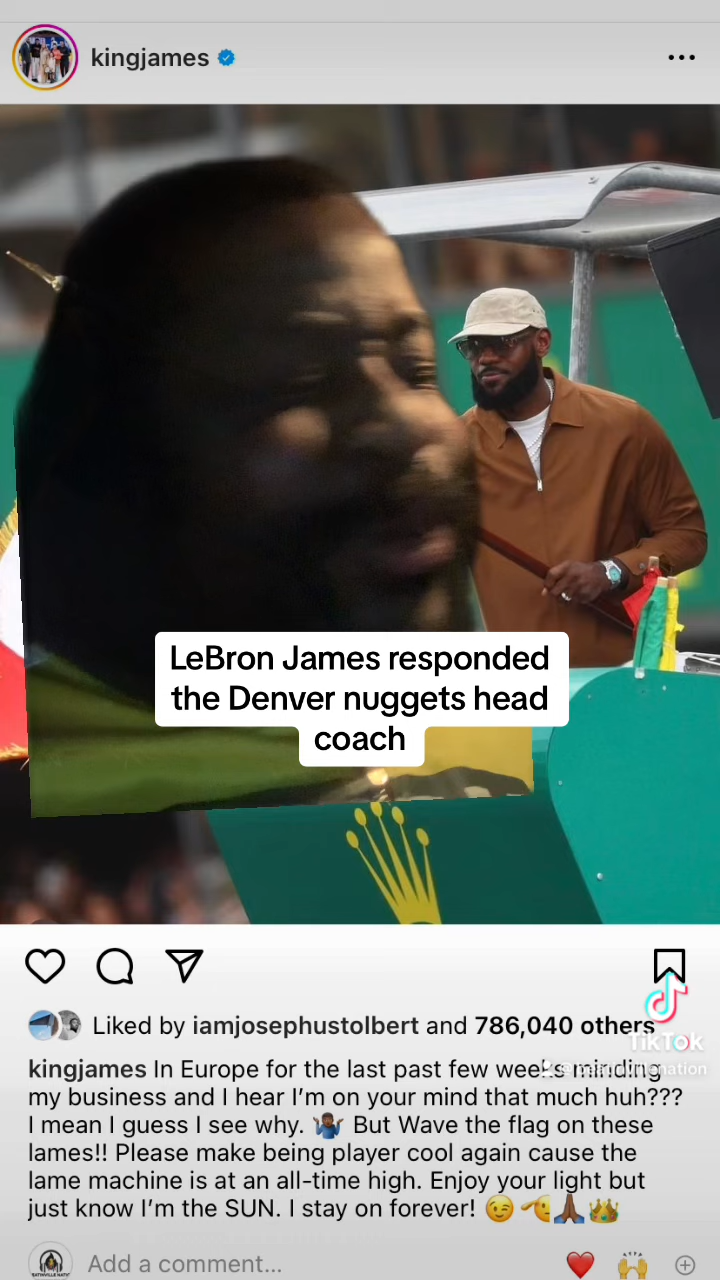 kingjames
LeBron James responded
the Denver nuggets head
coach
Liked by iamjosephustolbert and 786,040 others
TikTok
kingjames In Europe for the last past few weeks minding
my business and I hear I'm on your mind that much huh???
I mean I guess I see why. 🤷🏾‍♂️ But Wave the flag on these
lames!! Please make being player cool again cause the
lame machine is at an all-time high. Enjoy your light but
just know I'm the SUN. I stay on forever! 😉🫡🙏🏾👑
Add a comment...